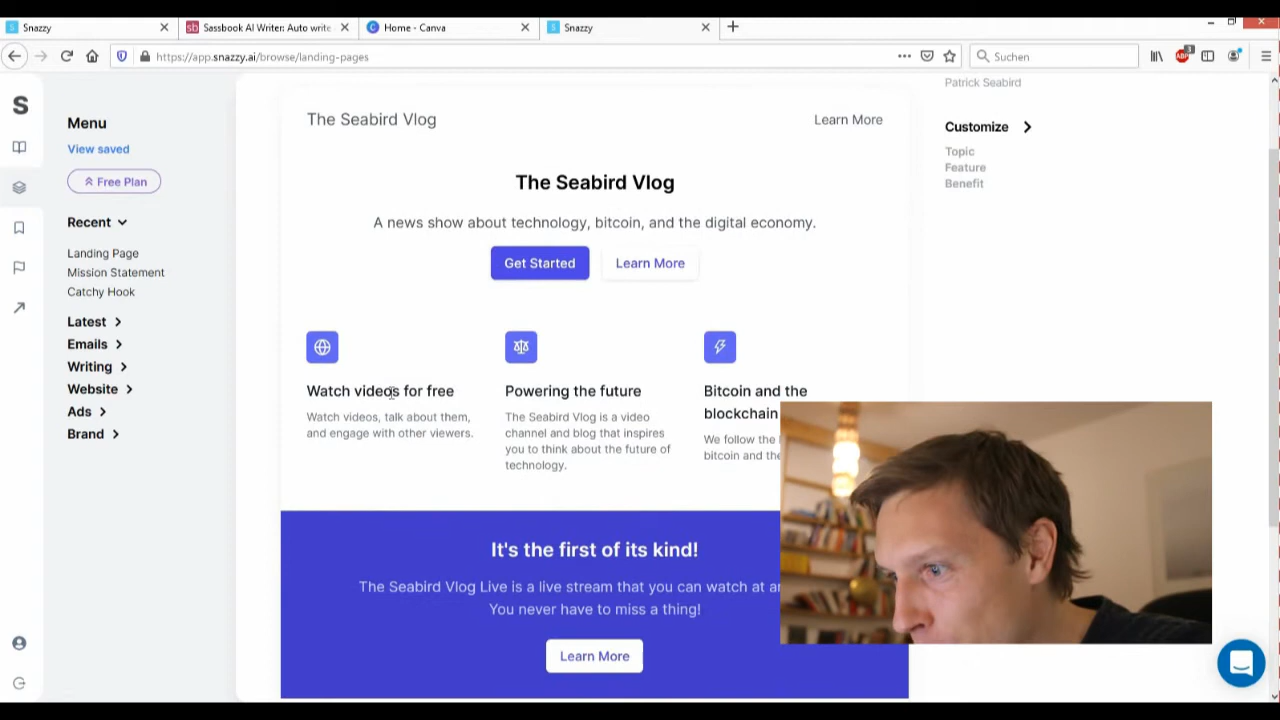 Snazzy
sb
Sassbook AI Writer: Auto write
C
Home - Canva
Snazzy
https://app.snazzy.ai/browse/landing-pages
Suchen
ABP
3
S
Menu
View saved
Free Plan
Recent
Landing Page
Mission Statement
Catchy Hook
Latest
Emails
Writing
Website
Ads
Brand
The Seabird Vlog
Learn More
The Seabird Vlog
A news show about technology, bitcoin, and the digital economy.
Get Started
Learn More
Watch videos for free
Watch videos, talk about them,
and engage with other viewers.
Powering the future
The Seabird Vlog is a video
channel and blog that inspires
you to think about the future of
technology.
Bitcoin and the
blockchain
We follow the
bitcoin and the
It's the first of its kind!
The Seabird Vlog Live is a live stream that you can watch at
You never have to miss a thing!
Learn More
Patrick Seabird
Customize
Topic
Feature
Benefit